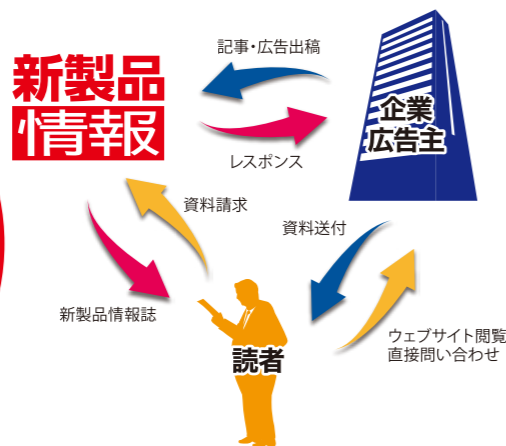 記事・広告出稿
新製品
情報
企業
広告主
レスポンス
資料請求
資料送付
新製品情報誌
読者
ウェブサイト閲覧
直接問い合わせ